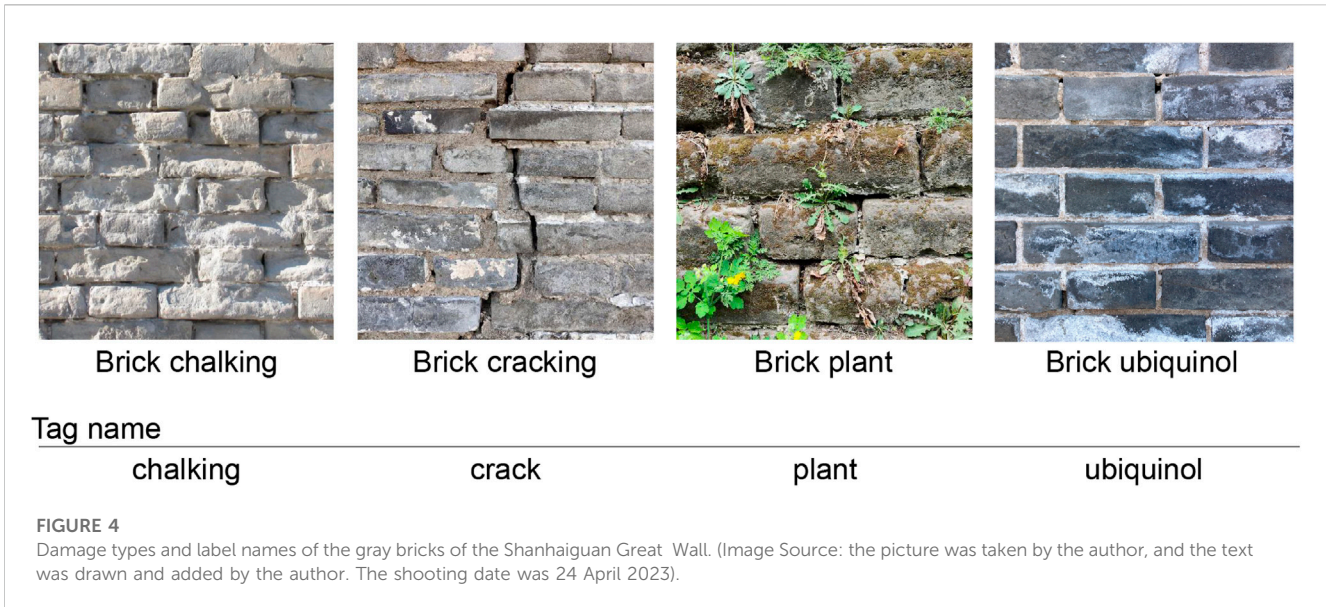 Brick chalking Brick cracking Brick plant Brick ubiquinol
Tag name
chalking crack plant ubiquinol
FIGURE 4
Damage types and label names of the gray bricks of the Shanhaiguan Great Wall. (Image Source: the picture was taken by the author, and the text
was drawn and added by the author. The shooting date was 24 April 2023).